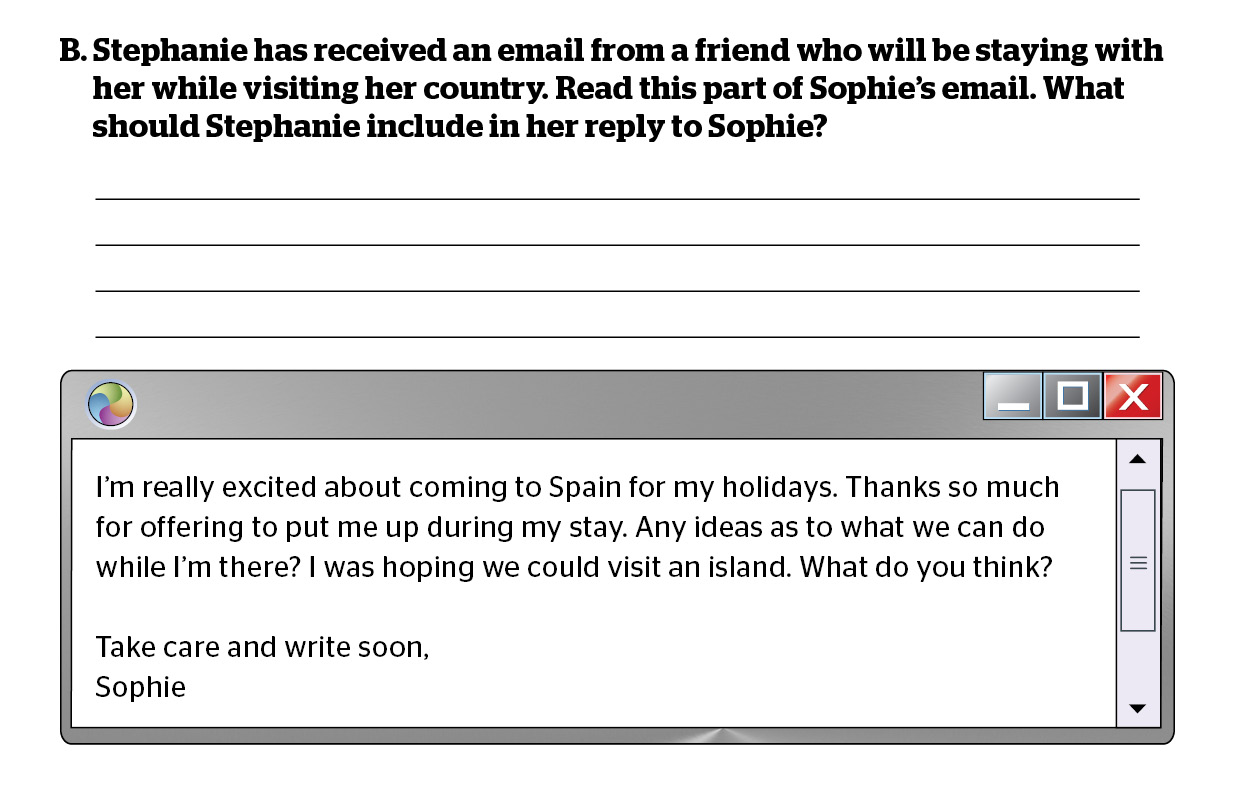 B. Stephanie has received an email from a friend who will be staying with
her while visiting her country. Read this part of Sophie’s email. What
should Stephanie include in her reply to Sophie?
I’m really excited about coming to Spain for my holidays. Thanks so much
for offering to put me up during my stay. Any ideas as to what we can do
while I’m there? I was hoping we could visit an island. What do you think?
Take care and write soon,
Sophie